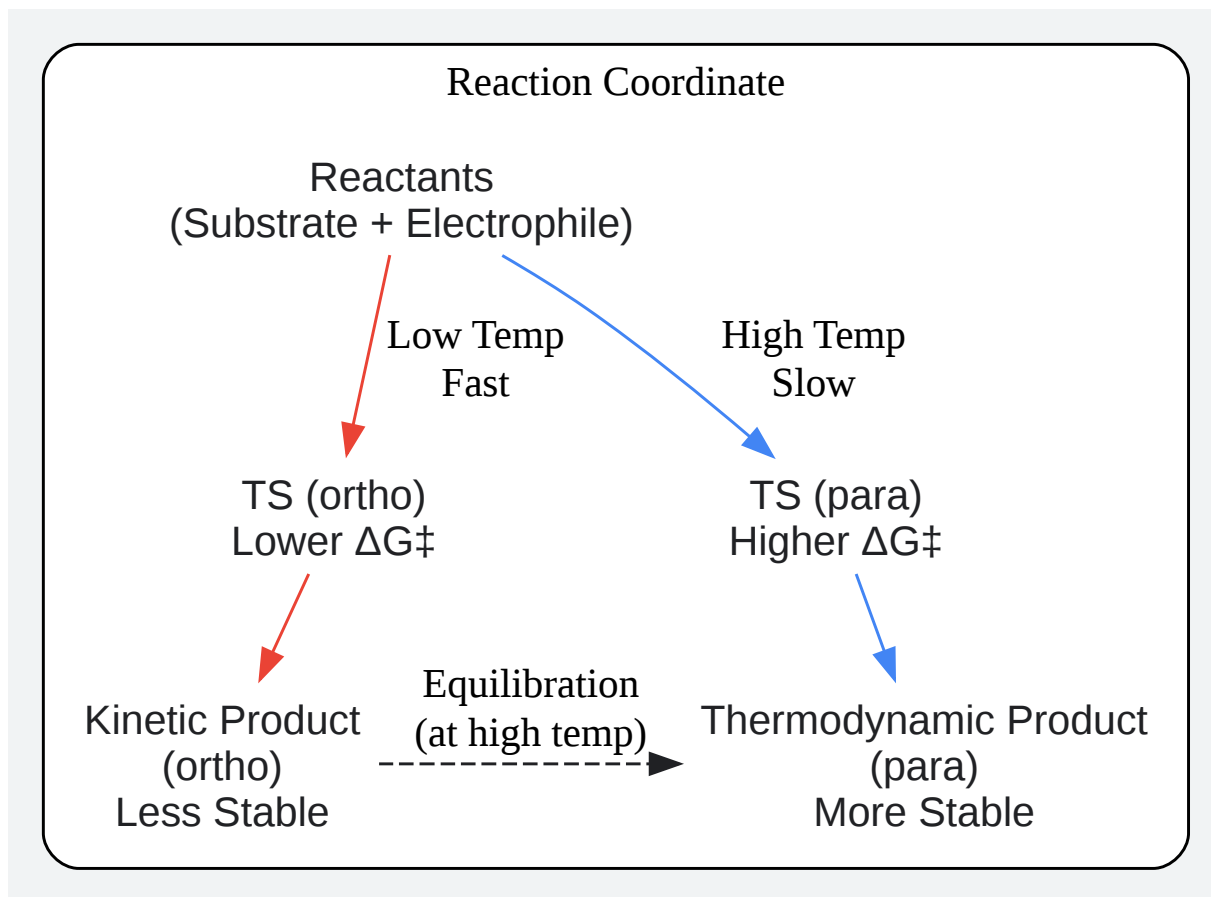 Reaction Coordinate
Reactants
(Substrate + Electrophile)
Low Temp
Fast
High Temp
Slow
TS (ortho)
Lower ΔG‡
TS (para)
Higher ΔG‡
Equilibration
(at high temp)
Kinetic Product
(ortho)
Less Stable
Thermodynamic Product
(para)
More Stable